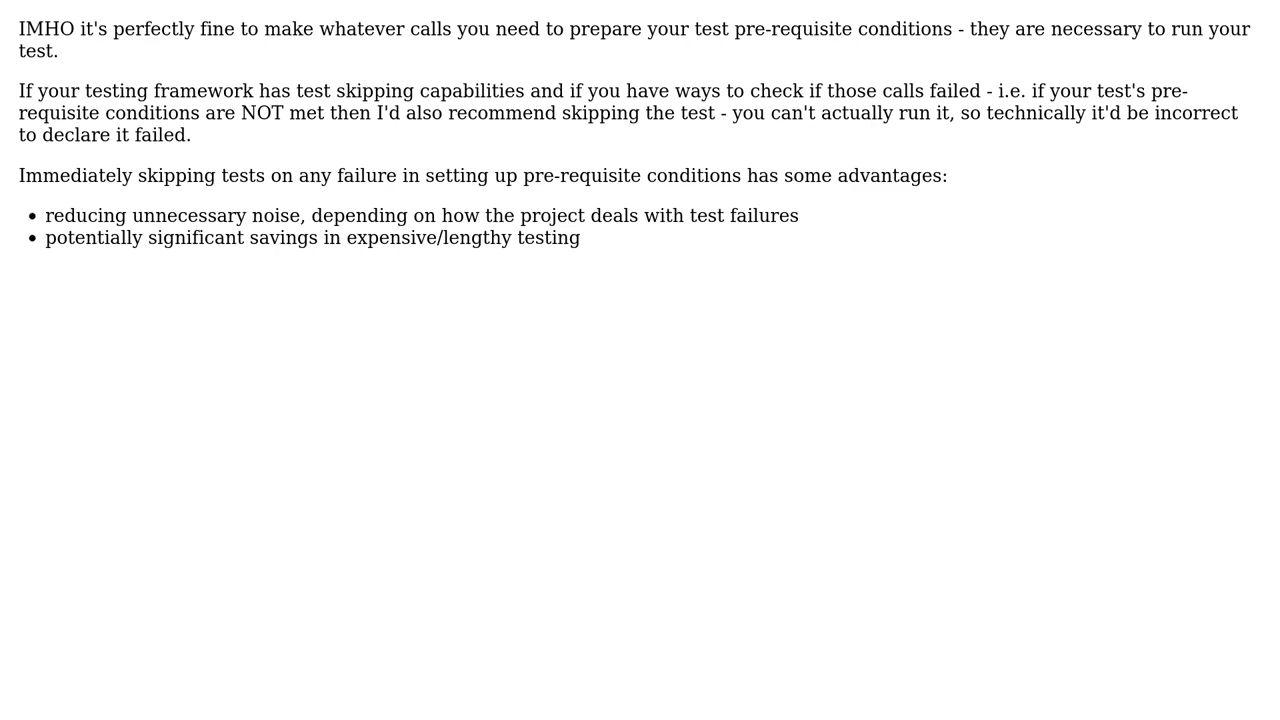 IMHO it's perfectly fine to make whatever calls you need to prepare your test pre-requisite conditions - they are necessary to run your
test.
If your testing framework has test skipping capabilities and if you have ways to check if those calls failed - i.e. if your test's pre-
requisite conditions are NOT met then I'd also recommend skipping the test - you can't actually run it, so technically it'd be incorrect
to declare it failed.
Immediately skipping tests on any failure in setting up pre-requisite conditions has some advantages:
• reducing unnecessary noise, depending on how the project deals with test failures
• potentially significant savings in expensive/lengthy testing